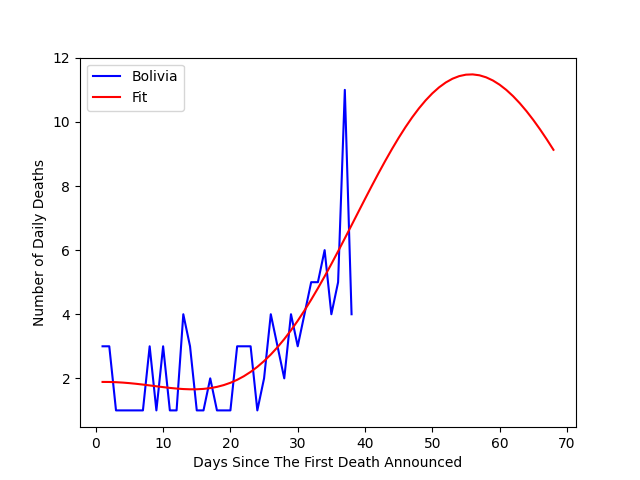 Bolivia
Fit
12
10
8
6
4
2
Number of Daily Deaths
0 10 20 30 40 50 60 70
Days Since The First Death Announced